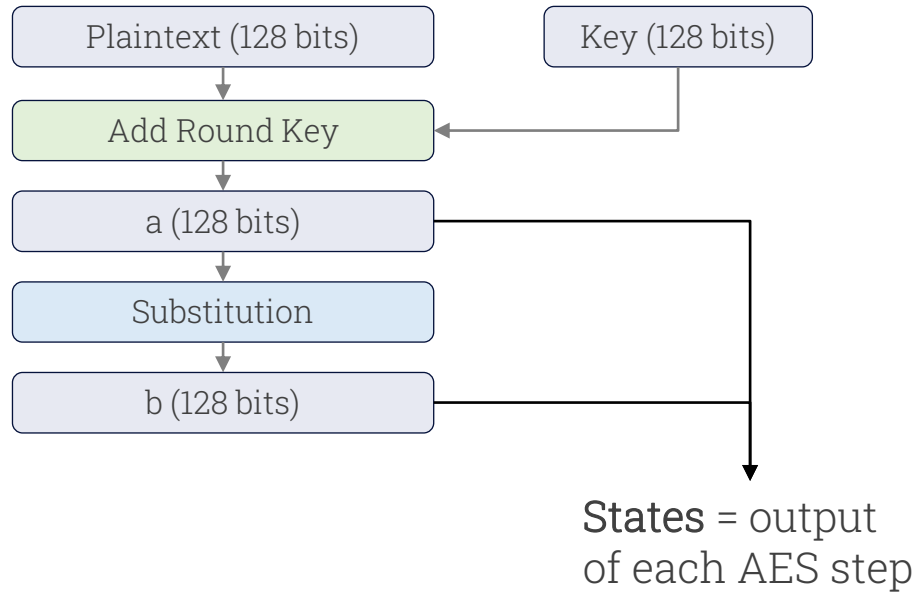 Plaintext (128 bits)
Key (128 bits)
Add Round Key
a (128 bits)
Substitution
b (128 bits)
States = output
of each AES step